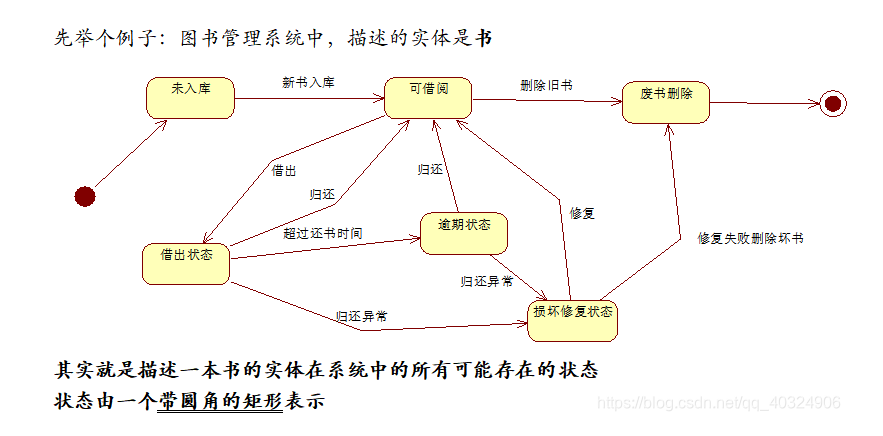 先举个例子：图书管理系统中，描述的实体是书
未入库
新书入库
可借阅
删除旧书
废书删除
借出
归还
归还
修复
超过还书时间
逾期状态
借出状态
修复失败删除坏书
归还异常
归还异常
损坏修复状态
其实就是描述一本书的实体在系统中的所有可能存在的状态
状态由一个带圆角的矩形表示
https://blog.csdn.net/qq_40324906